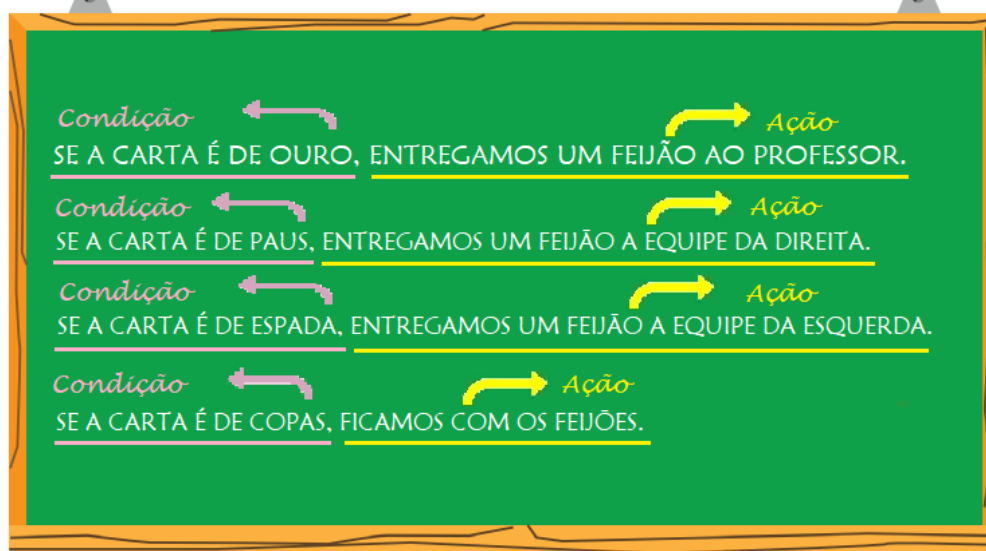 Condição Ação
SE A CARTA É DE OURO, ENTREGAMOS UM FEIJÃO AO PROFESSOR.
Condição Ação
SE A CARTA É DE PAUS, ENTREGAMOS UM FEIJÃO A EQUIPE DA DIREITA.
Condição Ação
SE A CARTA É DE ESPADA, ENTREGAMOS UM FEIJÃO A EQUIPE DA ESQUERDA.
Condição Ação
SE A CARTA É DE COPAS, FICAMOS COM OS FEIJÕES.